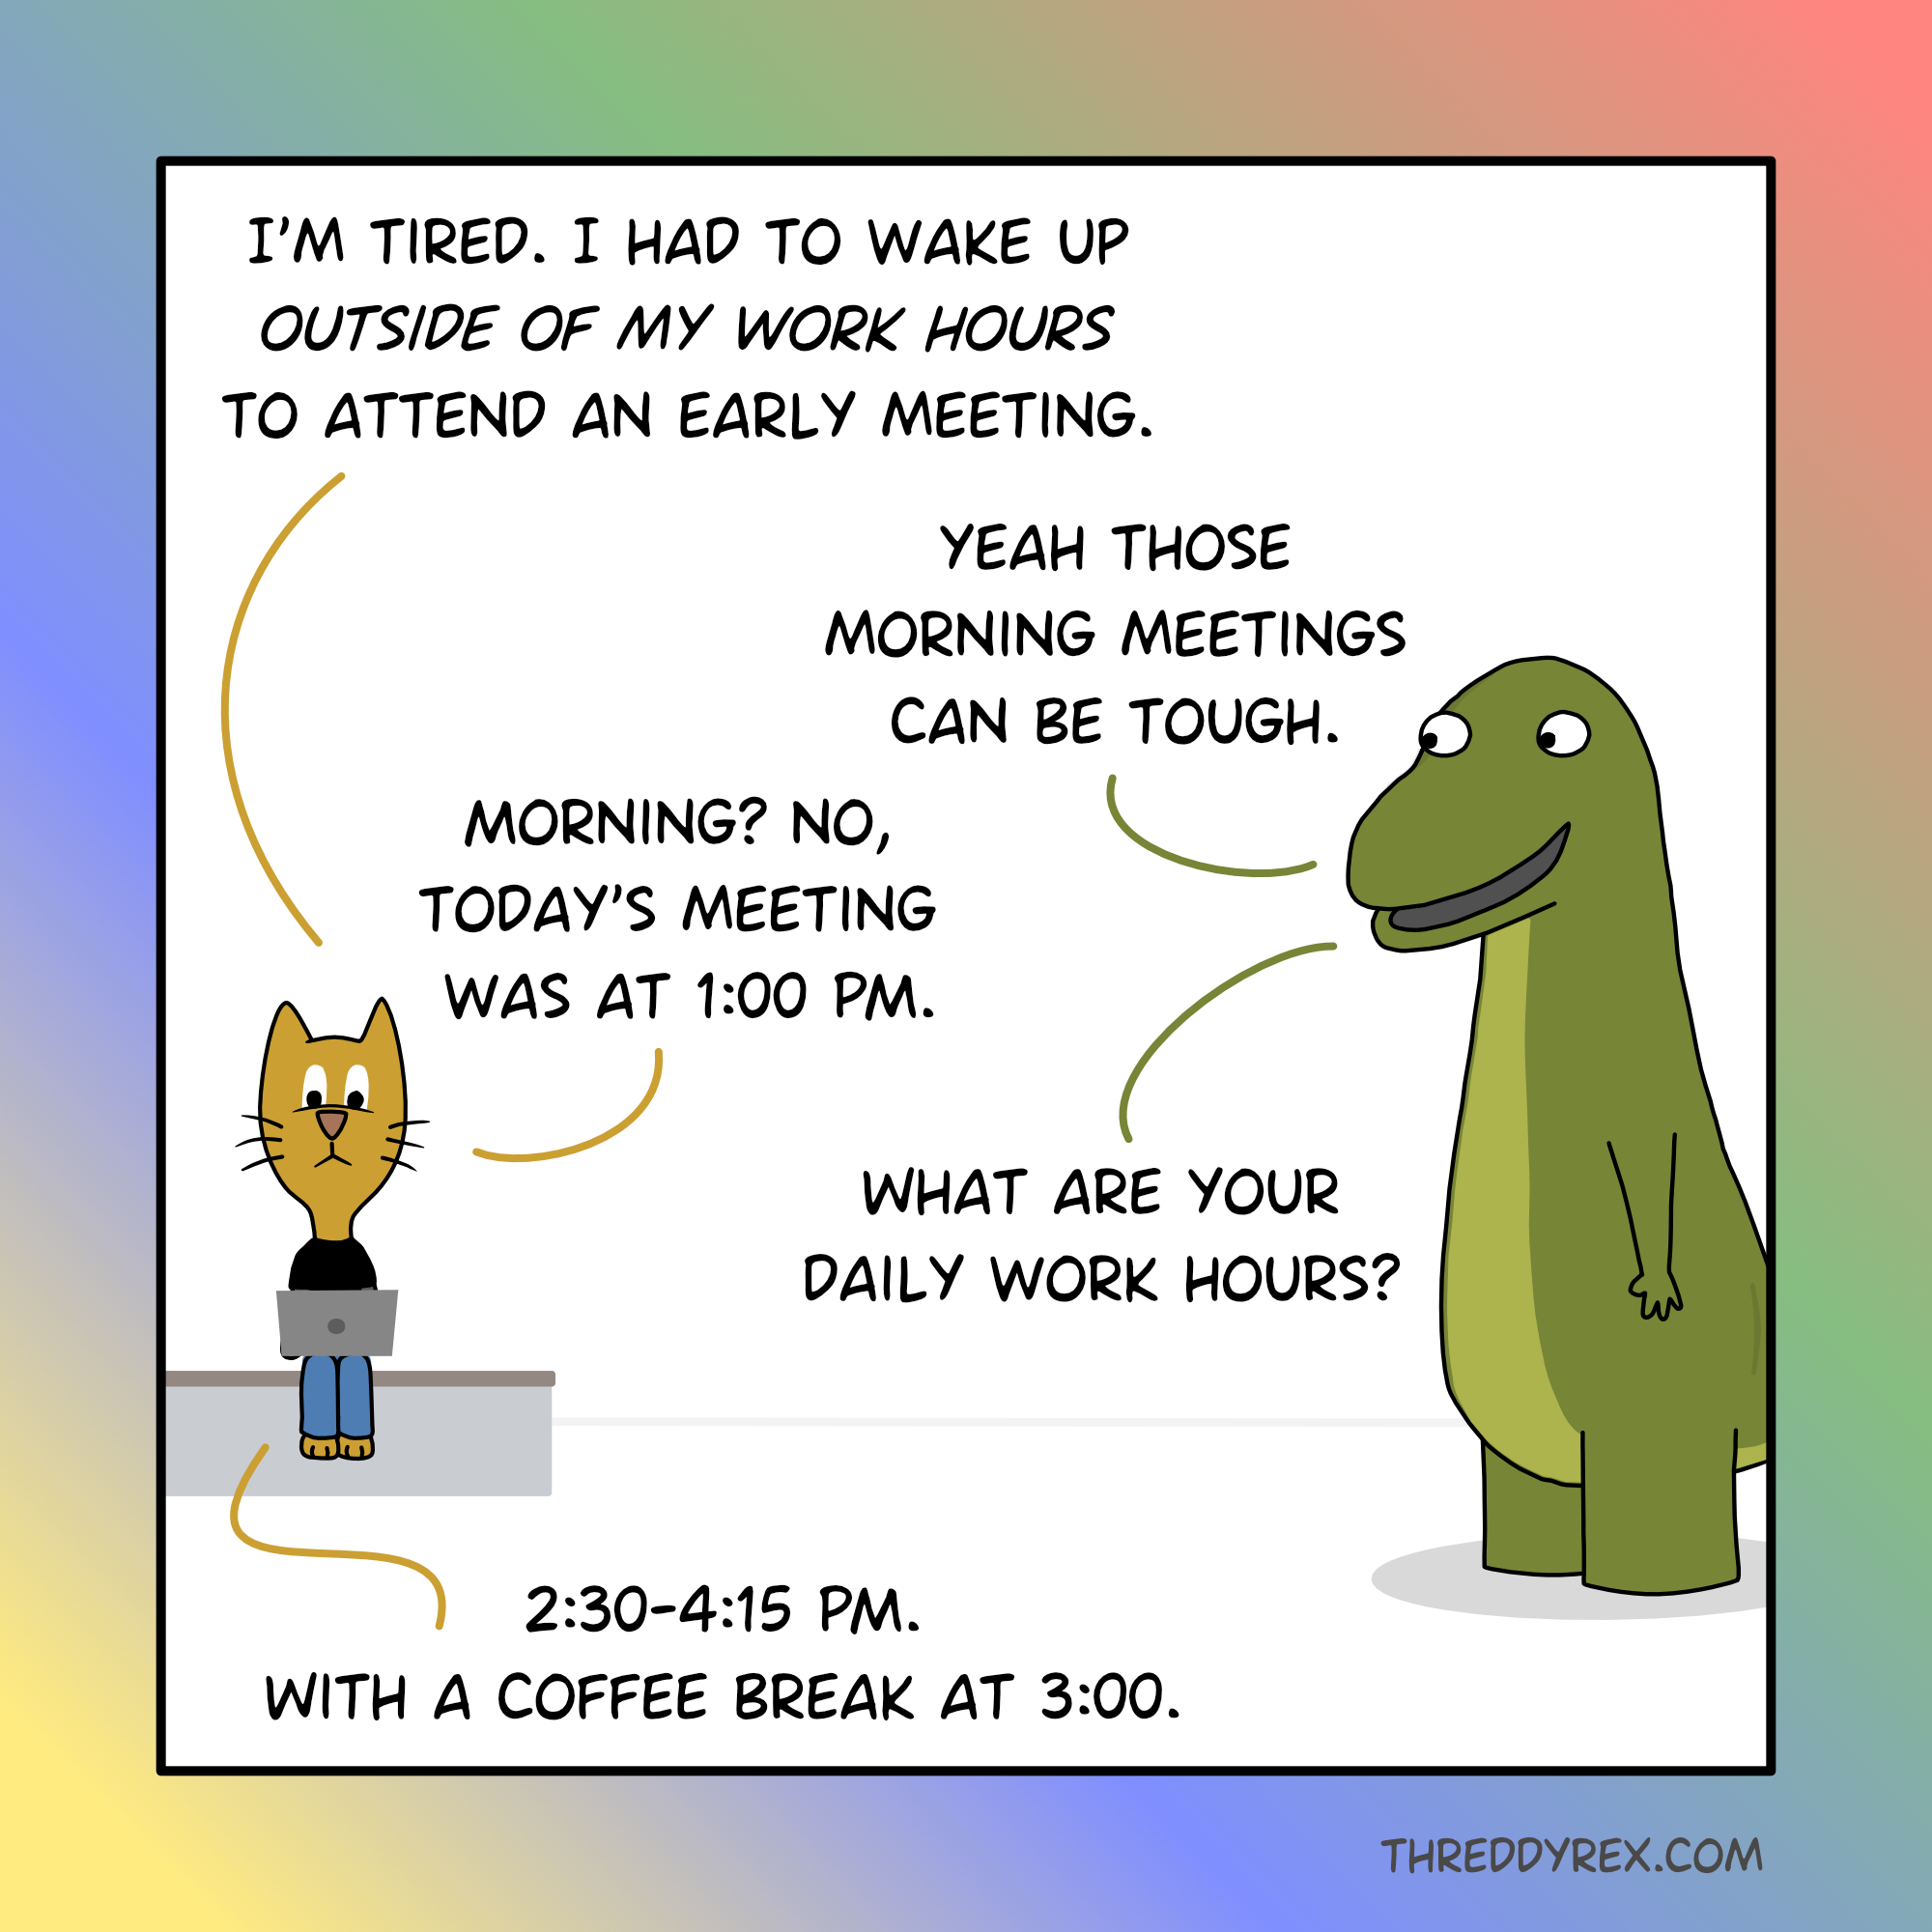 I'M TIRED. I HAD TO WAKE UP
OUTSIDE OF MY WORK HOURS
TO ATTEND AN EARLY MEETING.
YEAH THOSE
MORNING MEETINGS
CAN BE TOUGH.
MORNING? NO,
TODAY'S MEETING
WAS AT 1:00 PM.
WHAT ARE YOUR
DAILY WORK HOURS?
2:30-4:15 PM.
WITH A COFFEE BREAK AT 3:00.
THREDDYREX.COM